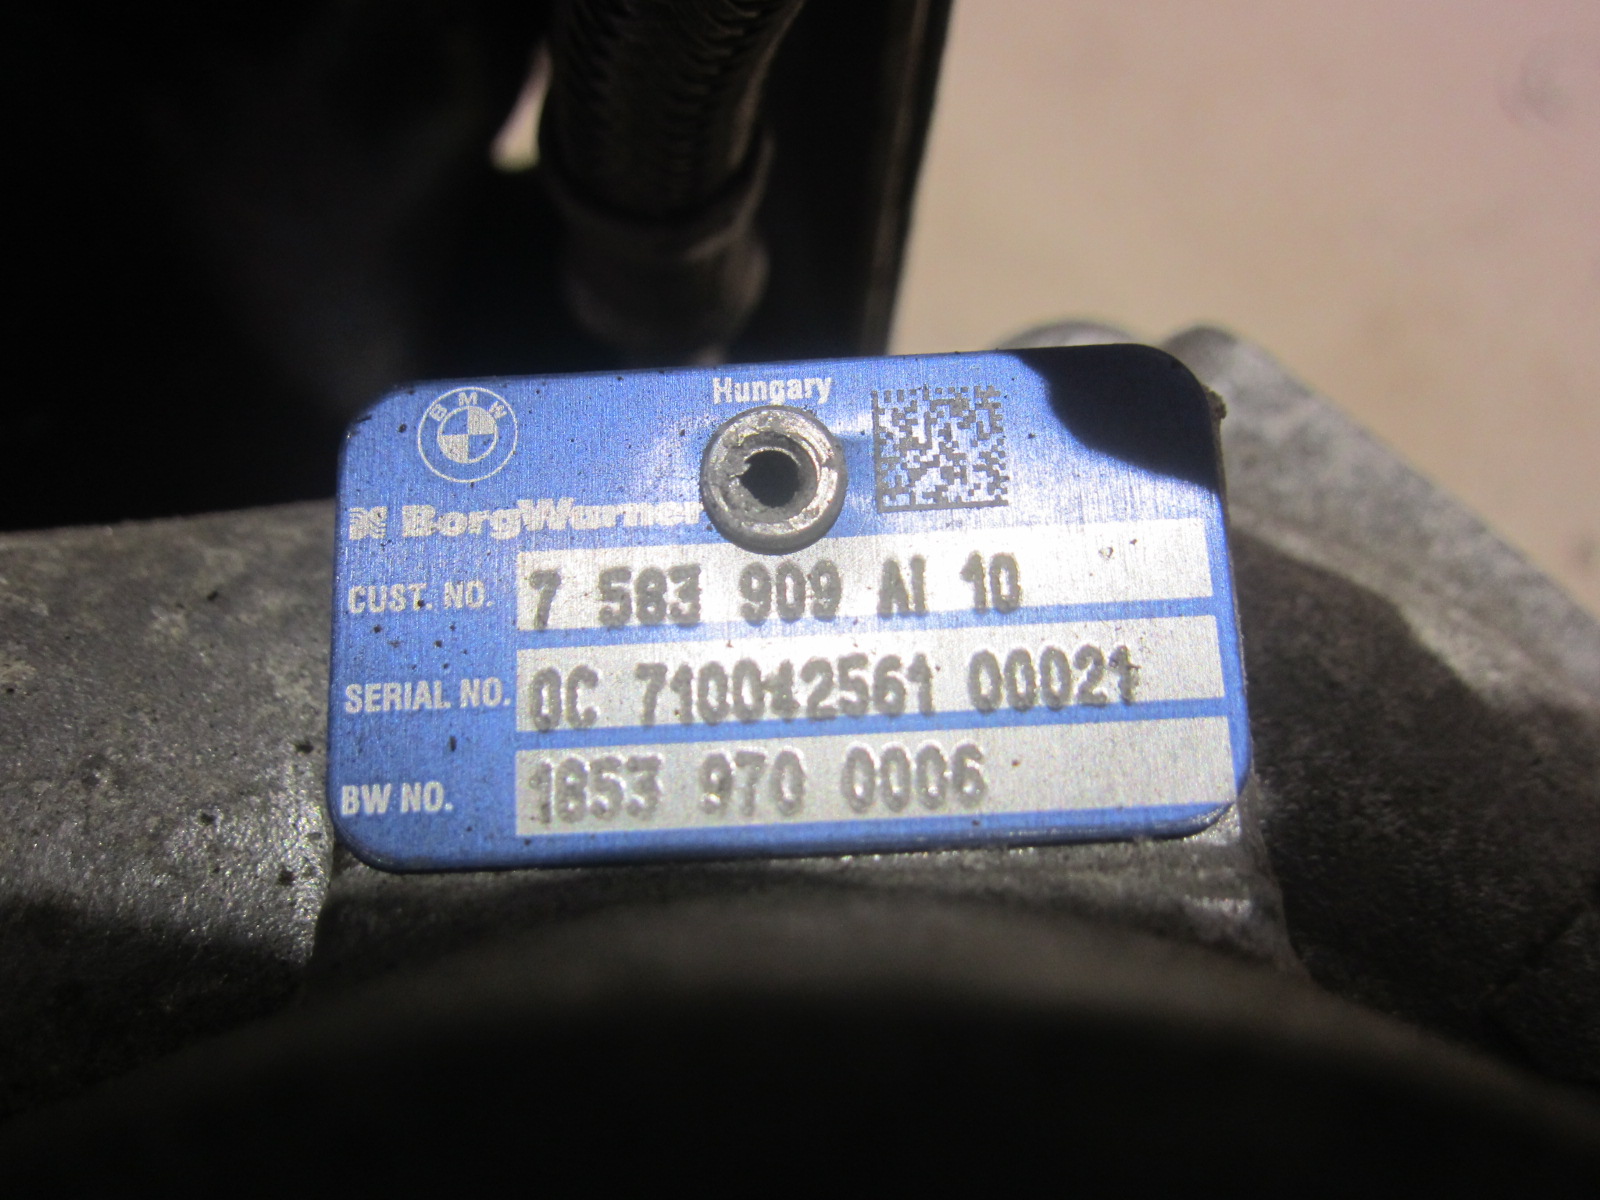 BMW
Hungary
BorgWarner
CUST. NO. 7 583 909 AI 10
SERIAL NO. 0C 710042561 00021
BW NO. 1853 970 0006